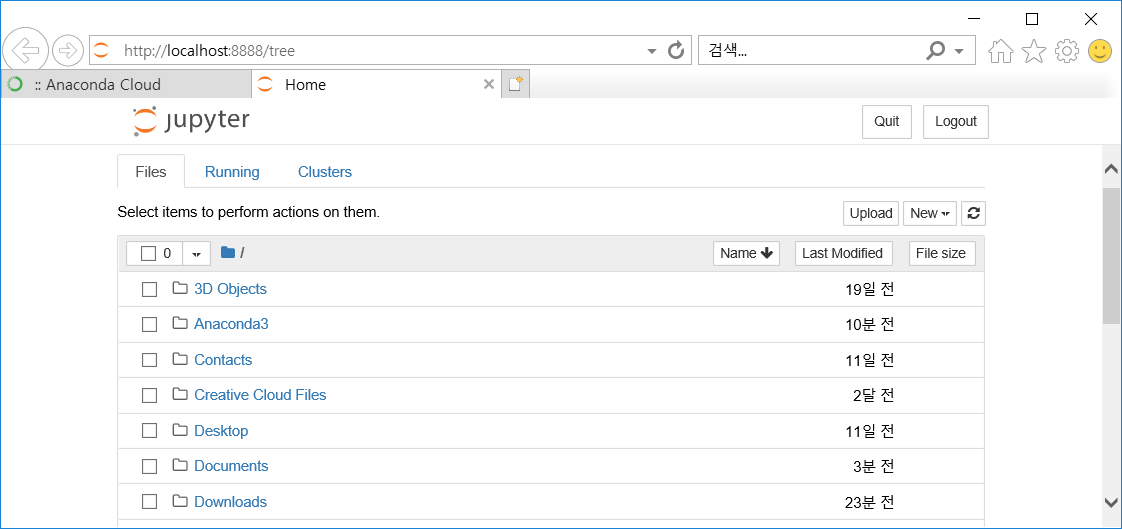 http://localhost:8888/tree
검색...
:: Anaconda Cloud
Home
jupyter
Quit
Logout
Files
Running
Clusters
Select items to perform actions on them.
Upload
New
0
/
Name
Last Modified
File size
3D Objects 19일 전
Anaconda3 10분 전
Contacts 11일 전
Creative Cloud Files 2달 전
Desktop 11일 전
Documents 3분 전
Downloads 23분 전